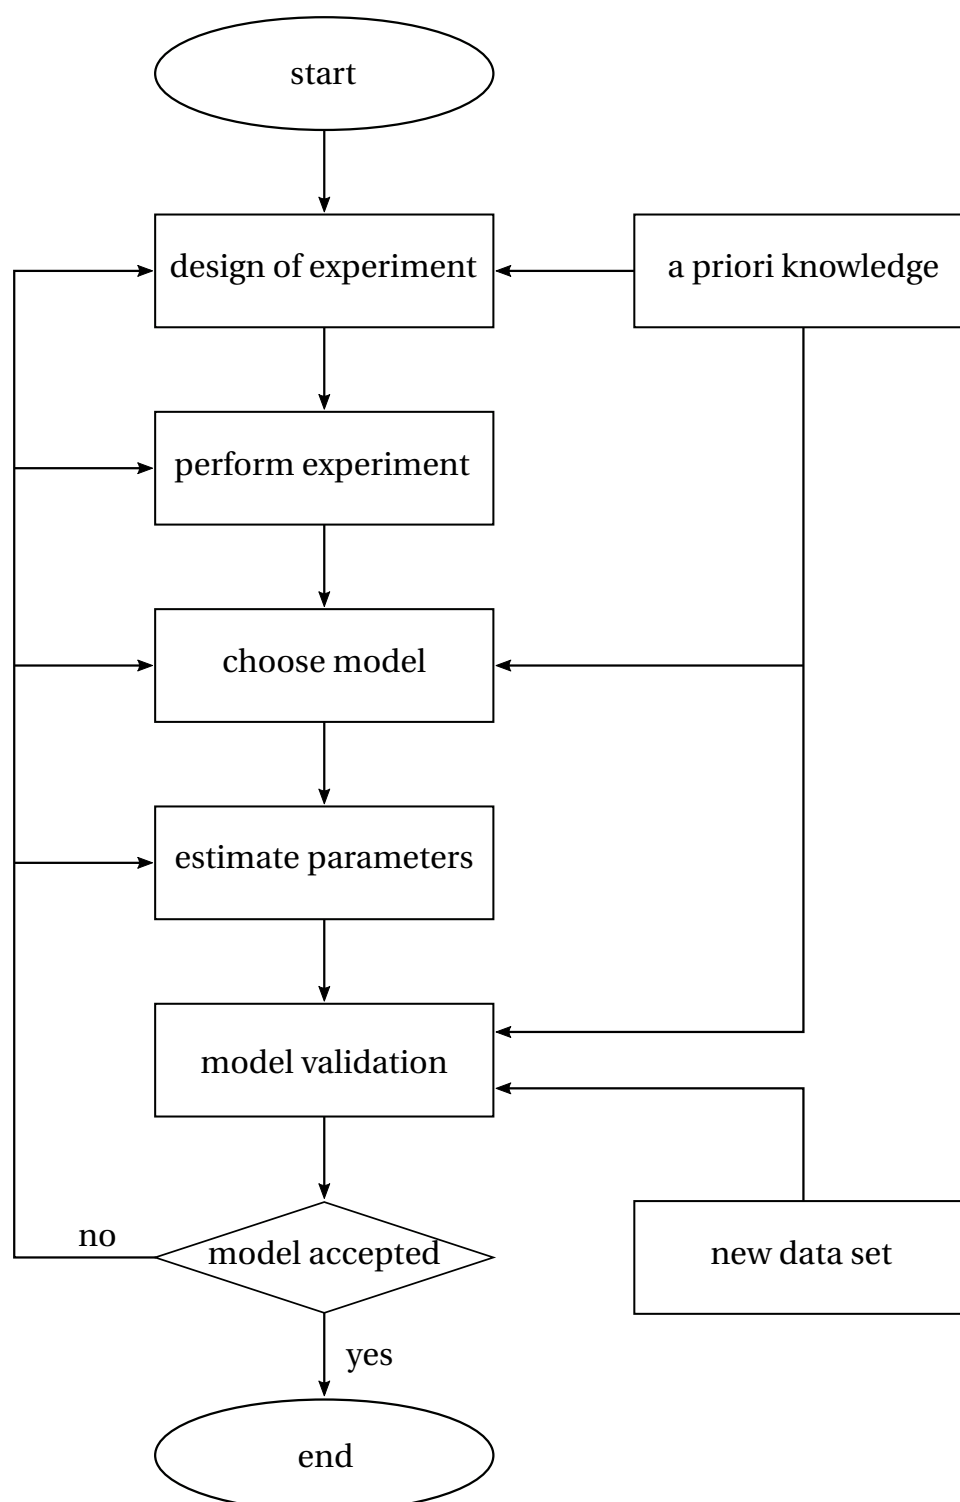 start
design of experiment
a priori knowledge
perform experiment
choose model
estimate parameters
model validation
no
model accepted
new data set
yes
end